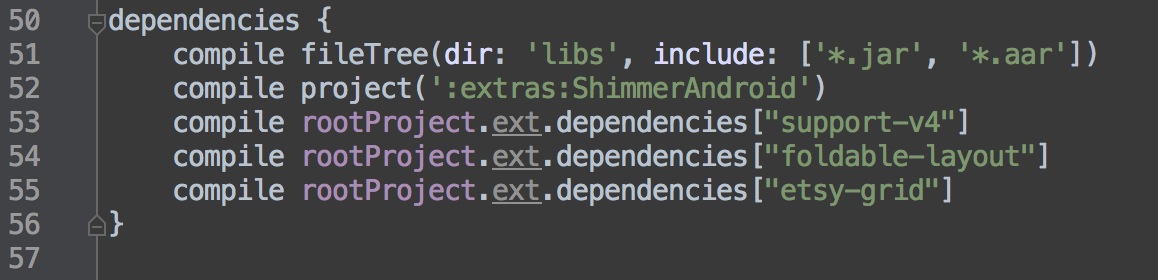 50 dependencies {
51     compile fileTree(dir: 'libs', include: ['*.jar', '*.aar'])
52     compile project(':extras:ShimmerAndroid')
53     compile rootProject.ext.dependencies["support-v4"]
54     compile rootProject.ext.dependencies["foldable-layout"]
55     compile rootProject.ext.dependencies["etsy-grid"]
56 }
57